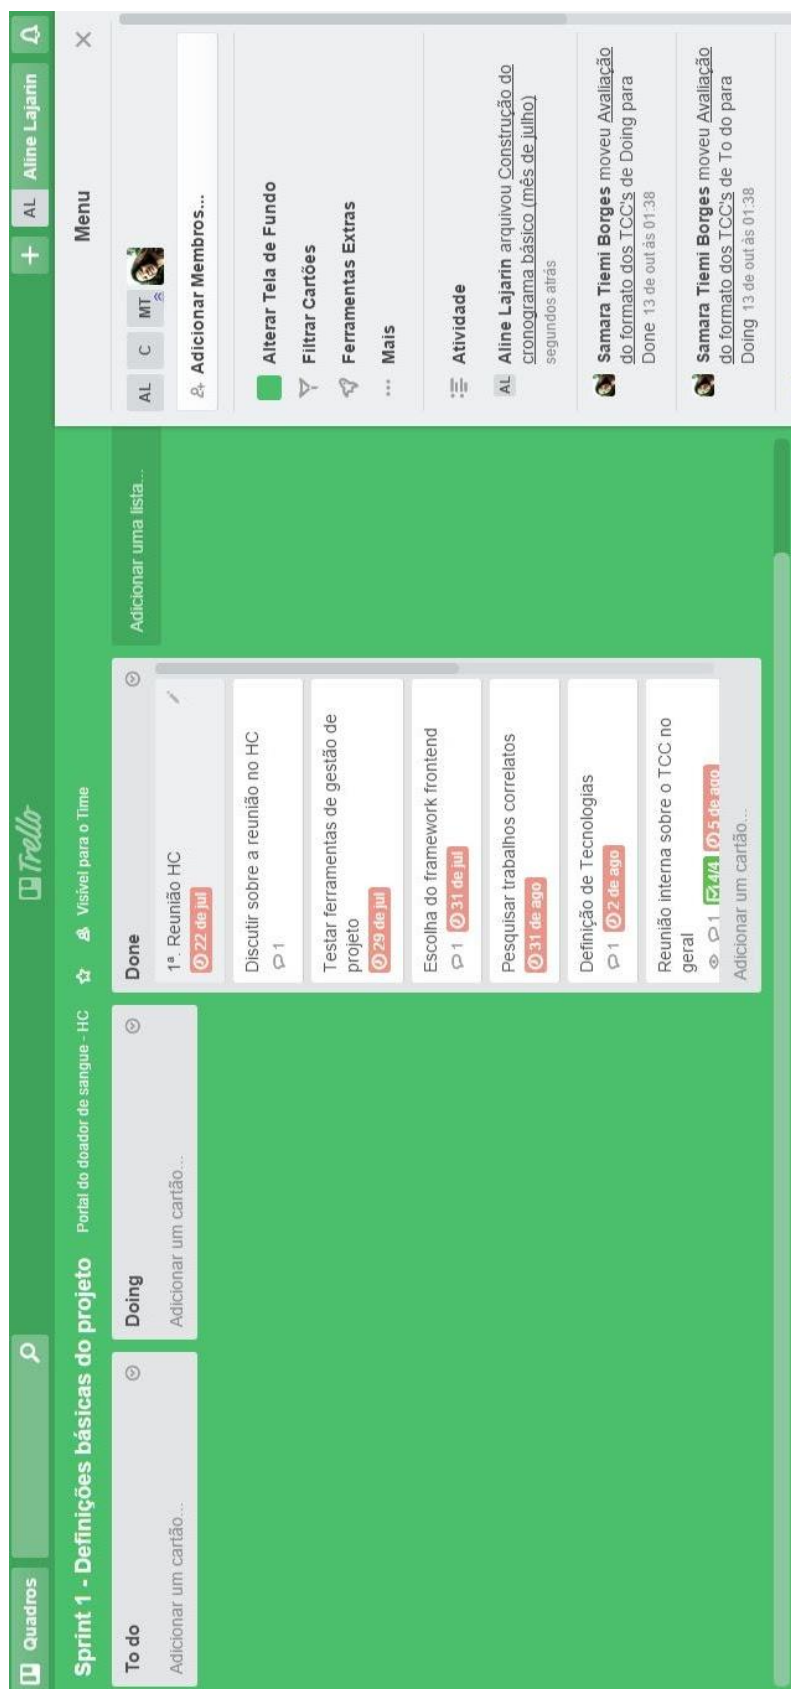 Quadros
Trello
+
AL Aline Lajarin
Sprint 1 - Definições básicas do projeto
Portal do doador de sangue - HC
Visível para o Time
To do
Adicionar um cartão...
Doing
Adicionar um cartão...
Done
1ª. Reunião HC
22 de jul
Discutir sobre a reunião no HC
1
Testar ferramentas de gestão de
projeto
29 de jul
Escolha do framework frontend
1 31 de jul
Pesquisar trabalhos correlatos
31 de ago
Definição de Tecnologias
1 2 de ago
Reunião interna sobre o TCC no
geral
1 4/4 5 de ago
Adicionar um cartão...
Adicionar uma lista...
Menu
AL C MT
Adicionar Membros...
Alterar Tela de Fundo
Filtrar Cartões
Ferramentas Extras
Mais
Atividade
AL Aline Lajarin arquivou Construção do
cronograma básico (mês de julho)
segundos atrás
Samara Tiemi Borges moveu Avaliação
do formato dos TCC's de Doing para
Done 13 de out às 01:38
Samara Tiemi Borges moveu Avaliação
do formato dos TCC's de To do para
Doing 13 de out às 01:38